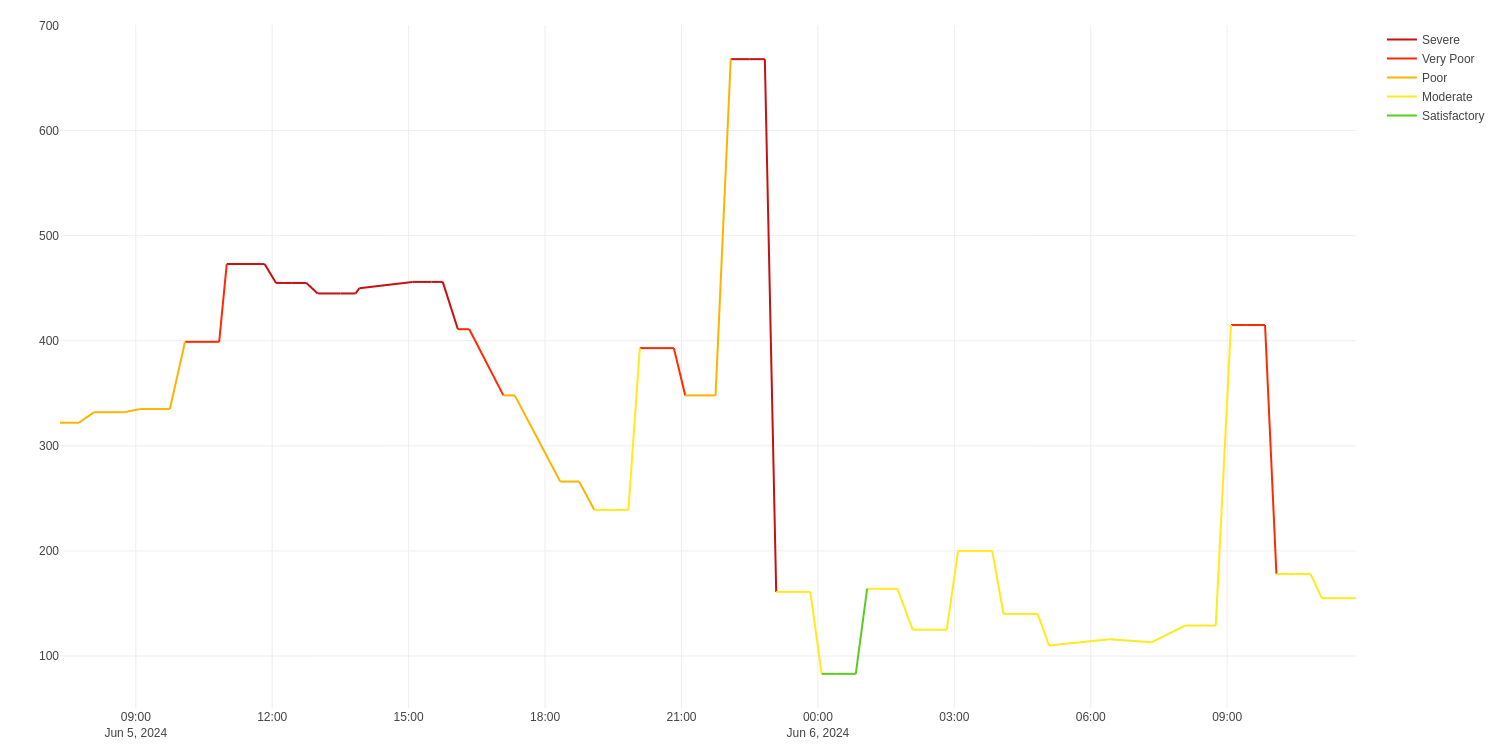 700
600
500
400
300
200
100
09:00
12:00
15:00
18:00
21:00
00:00
03:00
06:00
09:00
Jun 5, 2024
Jun 6, 2024
Severe
Very Poor
Poor
Moderate
Satisfactory